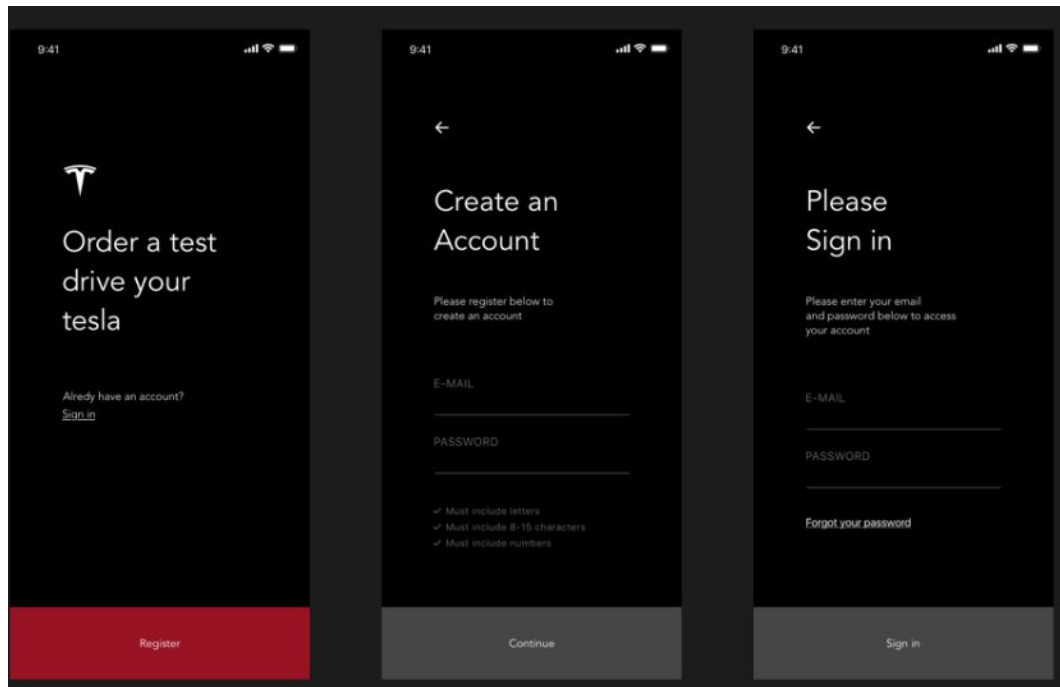 9:41
Order a test
drive your
tesla
Alredy have an account?
Sign in
Register
9:41
Create an
Account
Please register below to
create an account
E-MAIL
PASSWORD
✓ Must include letters
✓ Must include 8-15 characters
✓ Must include numbers
Continue
9:41
Please
Sign in
Please enter your email
and password below to access
your account
E-MAIL
PASSWORD
Forgot your password
Sign in